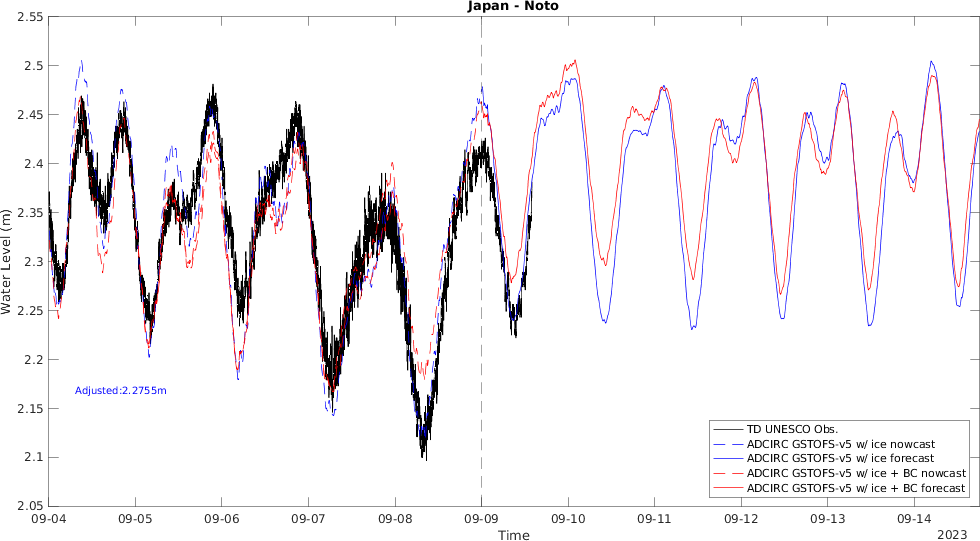 Japan - Noto
2.55
2.5
2.45
2.4
2.35
2.3
2.25
2.2
2.15
2.1
2.05
Water Level (m)
Adjusted:2.2755m
TD UNESCO Obs.
ADCIRC GSTOFS-v5 w/ ice nowcast
ADCIRC GSTOFS-v5 w/ ice forecast
ADCIRC GSTOFS-v5 w/ ice + BC nowcast
ADCIRC GSTOFS-v5 w/ ice + BC forecast
09-04 09-05 09-06 09-07 09-08 09-09 09-10 09-11 09-12 09-13 09-14
Time
2023